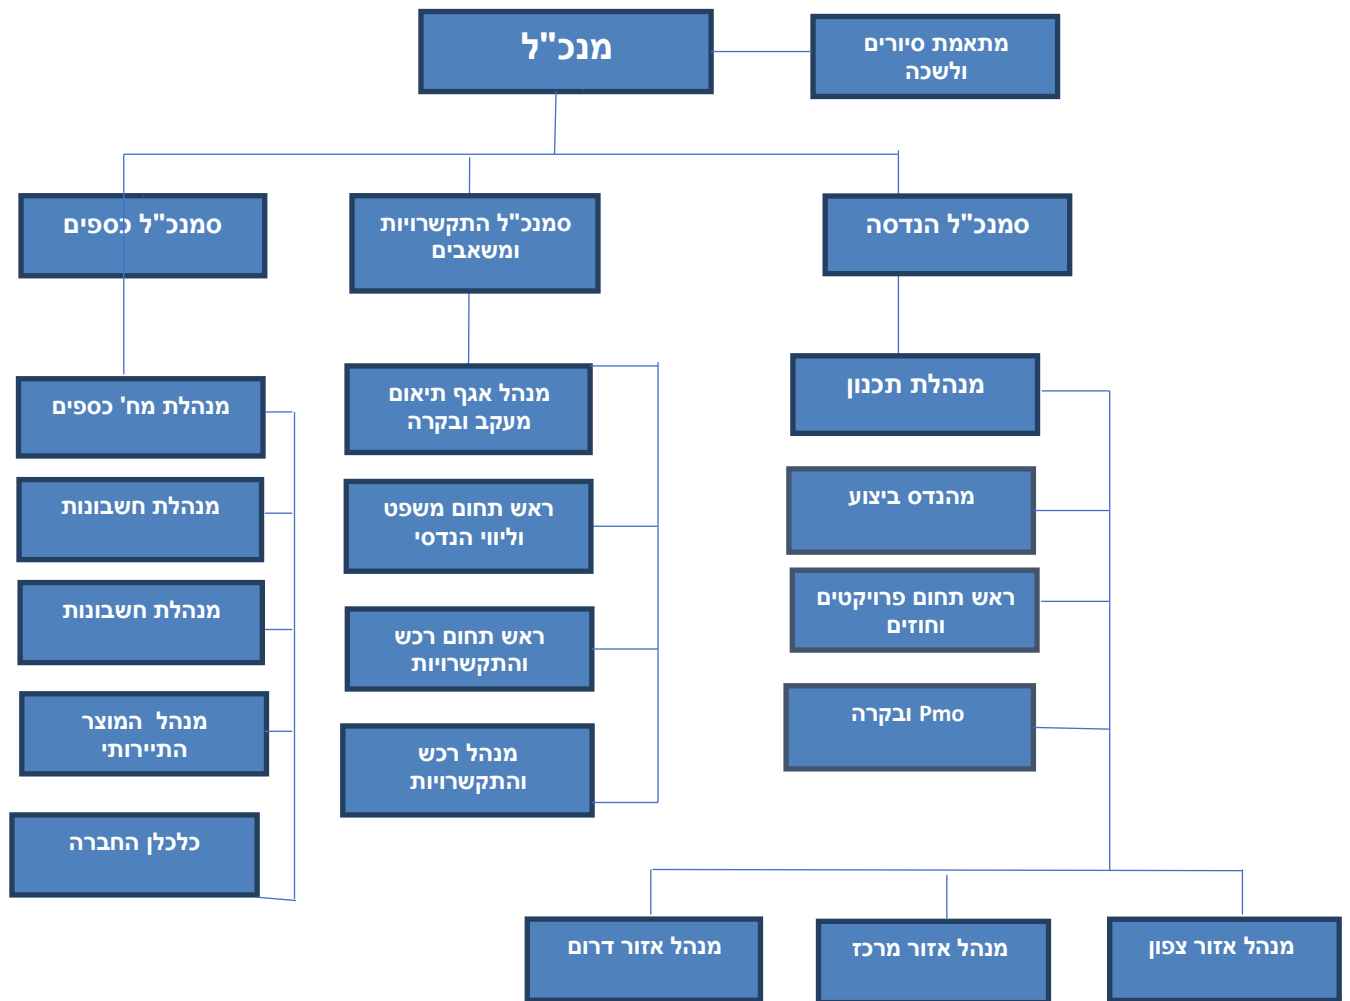 מנכ"ל
מתאמת סיורים
ולשכה
סמנכ"ל הנדסה
סמנכ"ל התקשרויות
ומשאבים
סמנכ"ל כספים
מנהלת תכנון
מהנדס ביצוע
ראש תחום פרויקטים
וחוזים
Pmo ובקרה
מנהל אגף תיאום
מעקב ובקרה
ראש תחום משפט
וליווי הנדסי
ראש תחום רכש
והתקשרויות
מנהל רכש
והתקשרויות
מנהלת מח' כספים
מנהלת חשבונות
מנהלת חשבונות
מנהל המוצר
התיירותי
כלכלן החברה
מנהל אזור צפון
מנהל אזור מרכז
מנהל אזור דרום